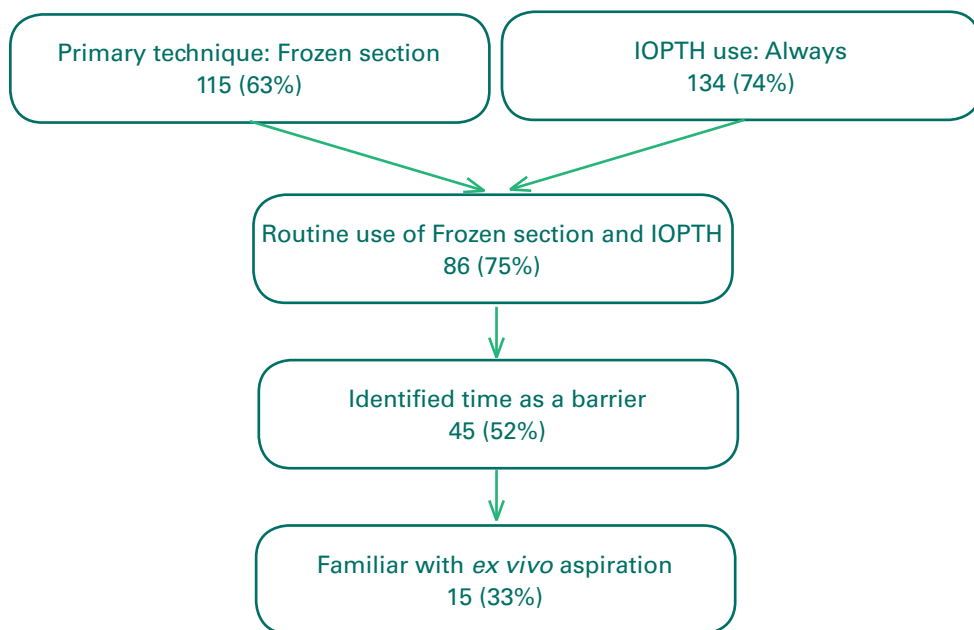 Primary technique: Frozen section
115 (63%)
IOPTH use: Always
134 (74%)
Routine use of Frozen section and IOPTH
86 (75%)
Identified time as a barrier
45 (52%)
Familiar with ex vivo aspiration
15 (33%)